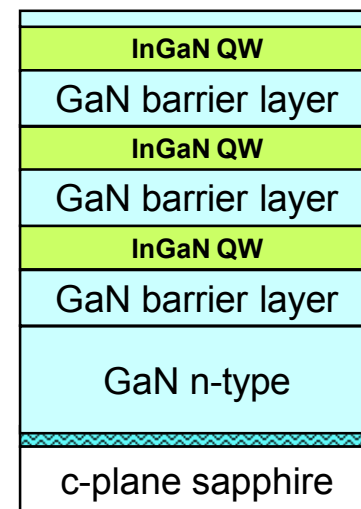 InGaN QW
GaN barrier layer
InGaN QW
GaN barrier layer
InGaN QW
GaN barrier layer
GaN n-type
c-plane sapphire